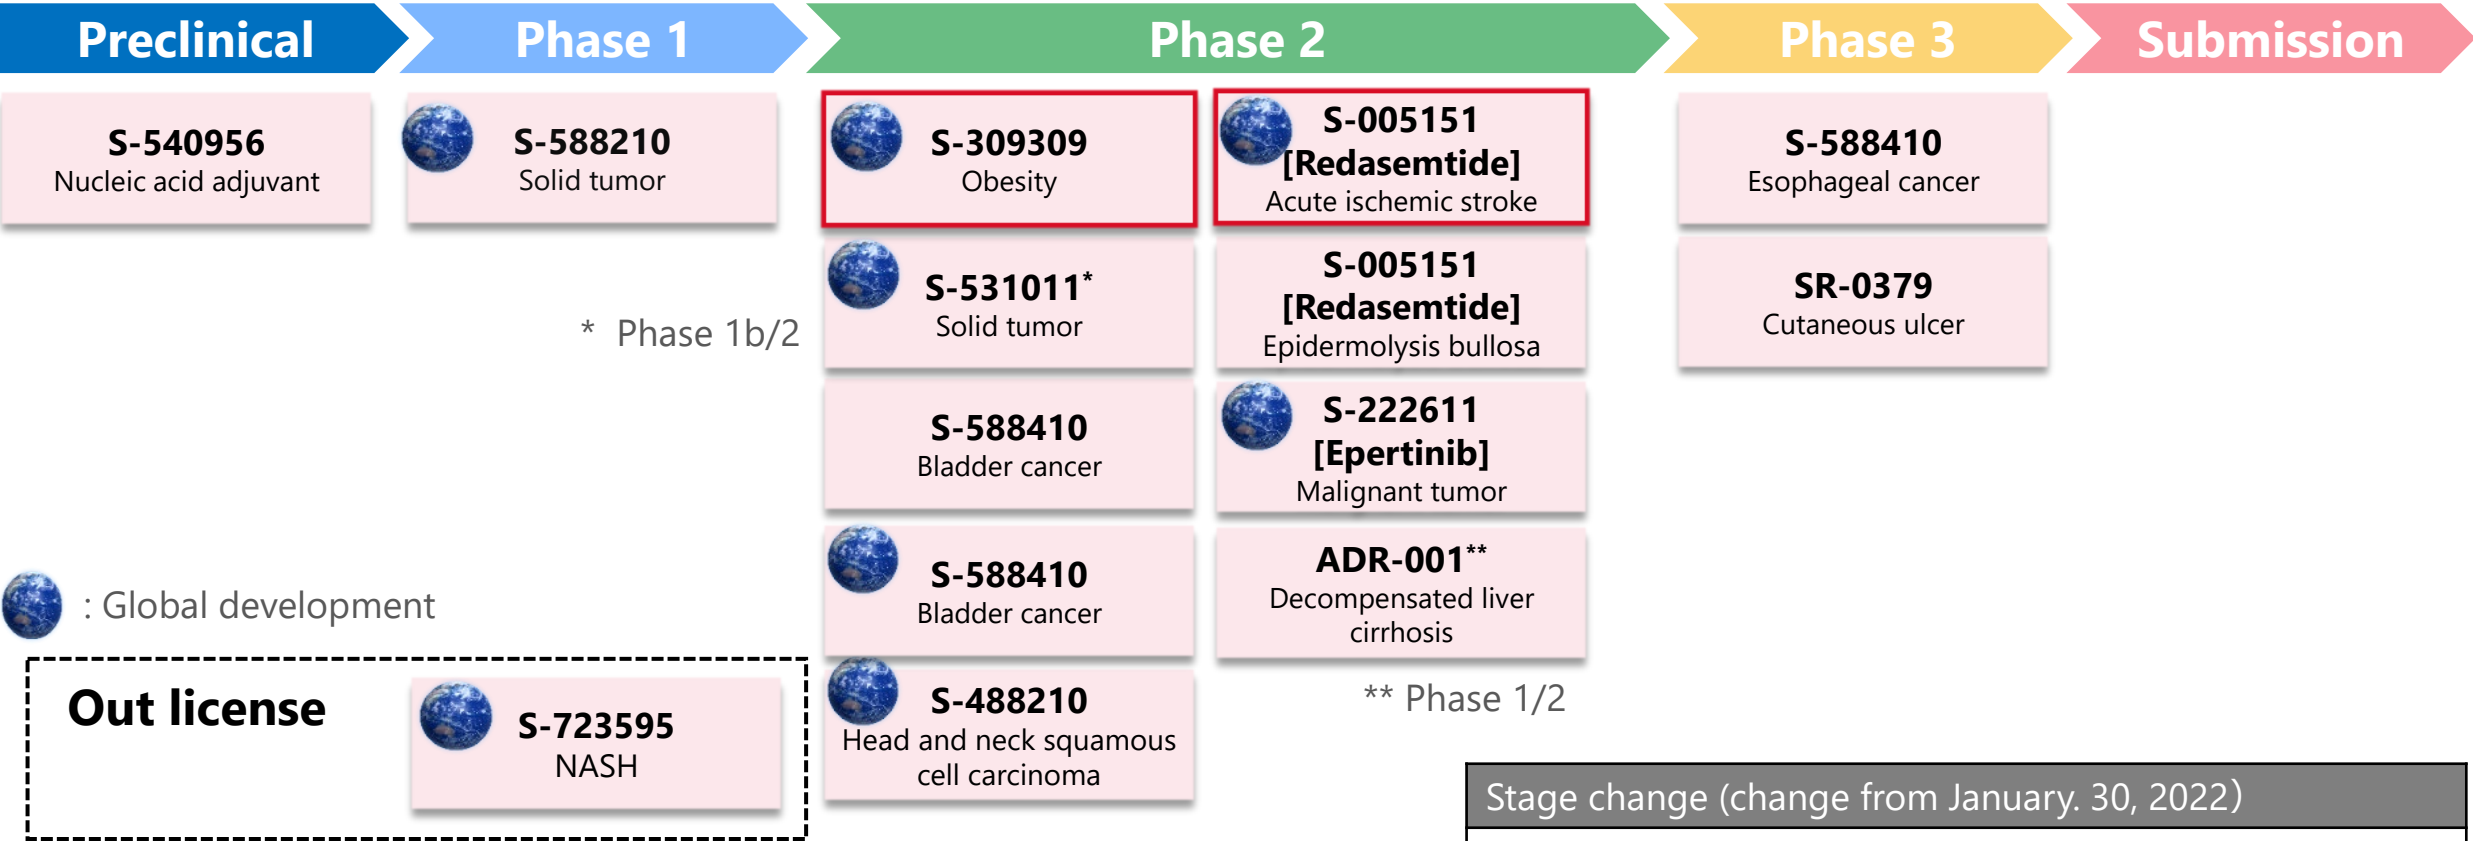 Preclinical
Phase 1
Phase 2
Phase 3
Submission
S-540956
Nucleic acid adjuvant
S-588210
Solid tumor
S-309309
Obesity
S-005151
[Redasemtide]
Acute ischemic stroke
S-588410
Esophageal cancer
* Phase 1b/2
S-531011*
Solid tumor
S-005151
[Redasemtide]
Epidermolysis bullosa
SR-0379
Cutaneous ulcer
S-588410
Bladder cancer
S-222611
[Epertinib]
Malignant tumor
: Global development
S-588410
Bladder cancer
ADR-001**
Decompensated liver
cirrhosis
Out license
S-723595
NASH
S-488210
Head and neck squamous
cell carcinoma
** Phase 1/2
Stage change (change from January. 30, 2022）